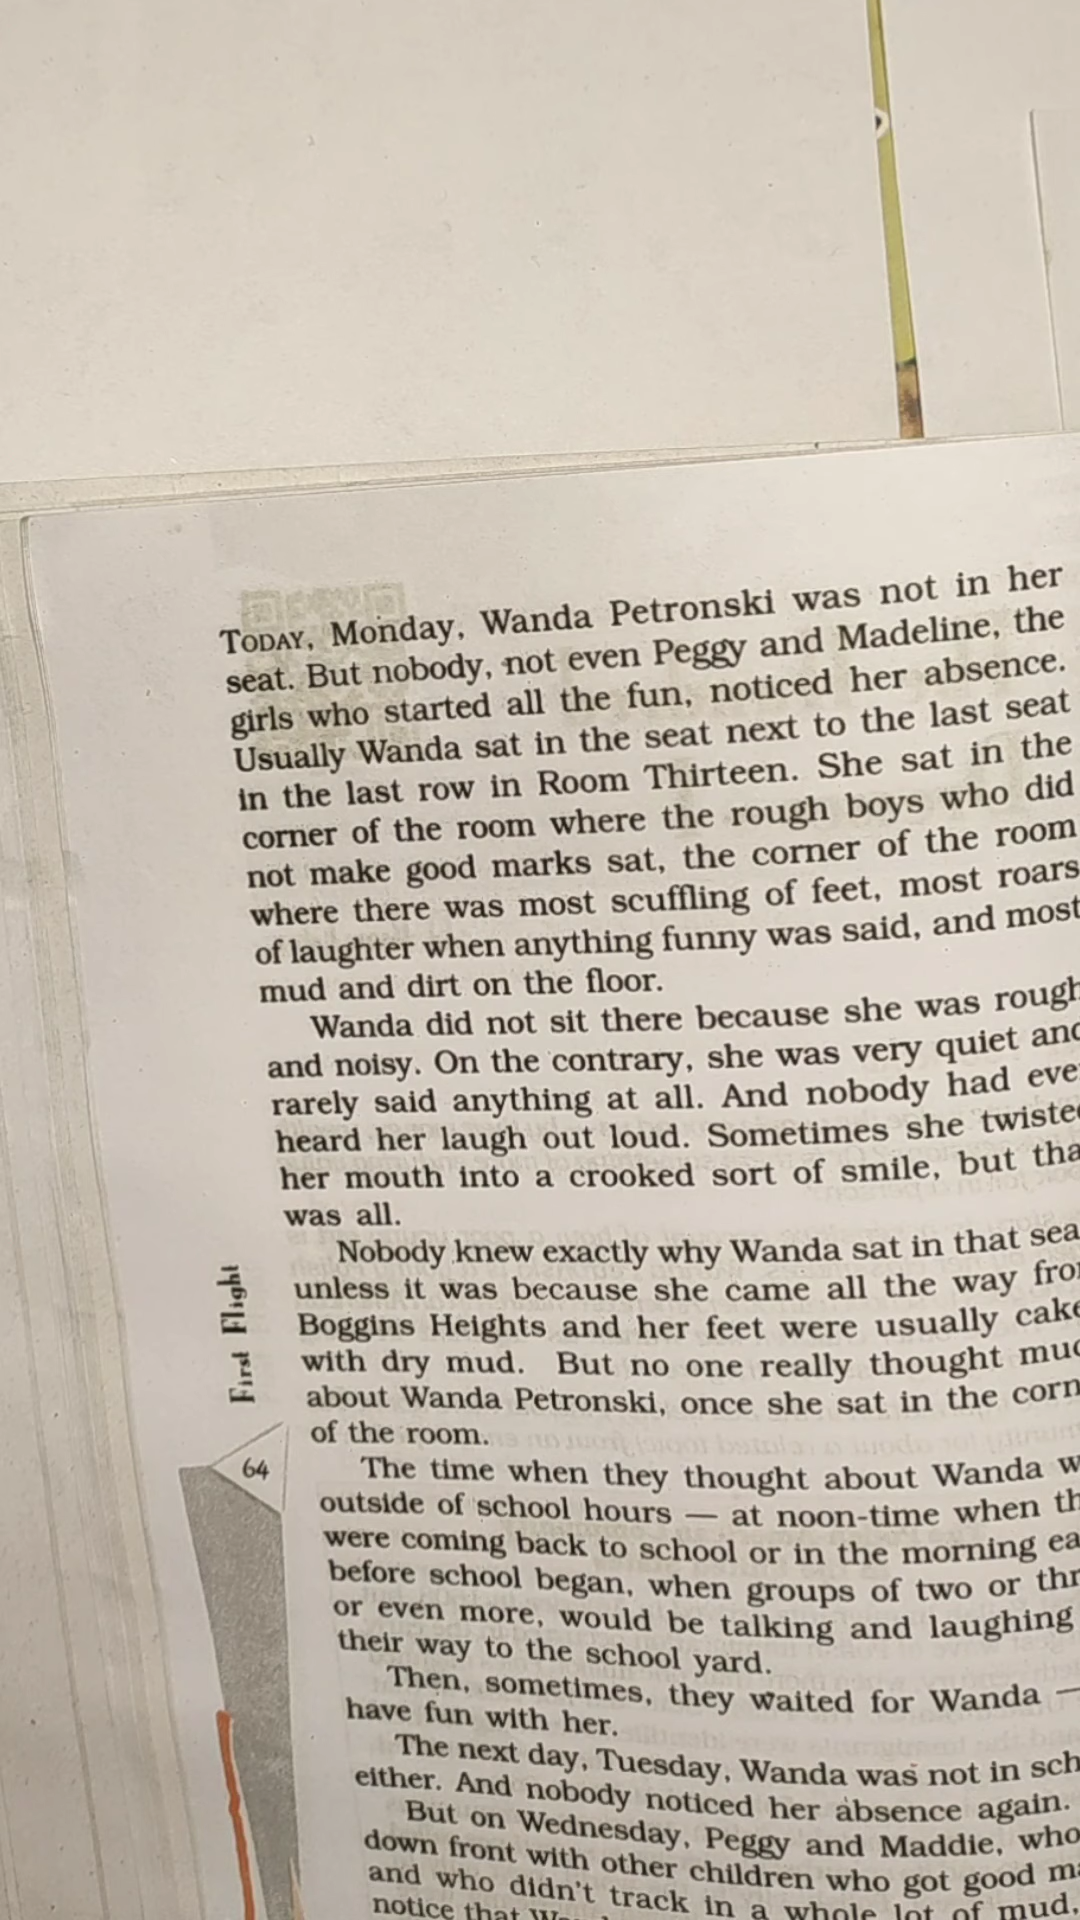 TODAY, Monday, Wanda Petronski was not in her
seat. But nobody, not even Peggy and Madeline, the
girls who started all the fun, noticed her absence.
Usually Wanda sat in the seat next to the last seat
in the last row in Room Thirteen. She sat in the
corner of the room where the rough boys who did
not make good marks sat, the corner of the room
where there was most scuffling of feet, most roars
of laughter when anything funny was said, and most
mud and dirt on the floor.
Wanda did not sit there because she was rough
and noisy. On the contrary, she was very quiet and
rarely said anything at all. And nobody had eve
heard her laugh out loud. Sometimes she twiste
her mouth into a crooked sort of smile, but tha
was all.
Nobody knew exactly why Wanda sat in that sea
unless it was because she came all the way fro
Boggins Heights and her feet were usually cake
with dry mud. But no one really thought muc
about Wanda Petronski, once she sat in the corn
of the room.
The time when they thought about Wanda w
outside of school hours — at noon-time when th
were coming back to school or in the morning ea
before school began, when groups of two or thr
or even more, would be talking and laughing
their way to the school yard.
Then, sometimes, they waited for Wanda —
have fun with her.
The next day, Tuesday, Wanda was not in sch
either. And nobody noticed her absence again.
But on Wednesday, Peggy and Maddie, who
down front with other children who got good ma
and who didn't track in a whole lot of mud,
notice that
First Flight
64